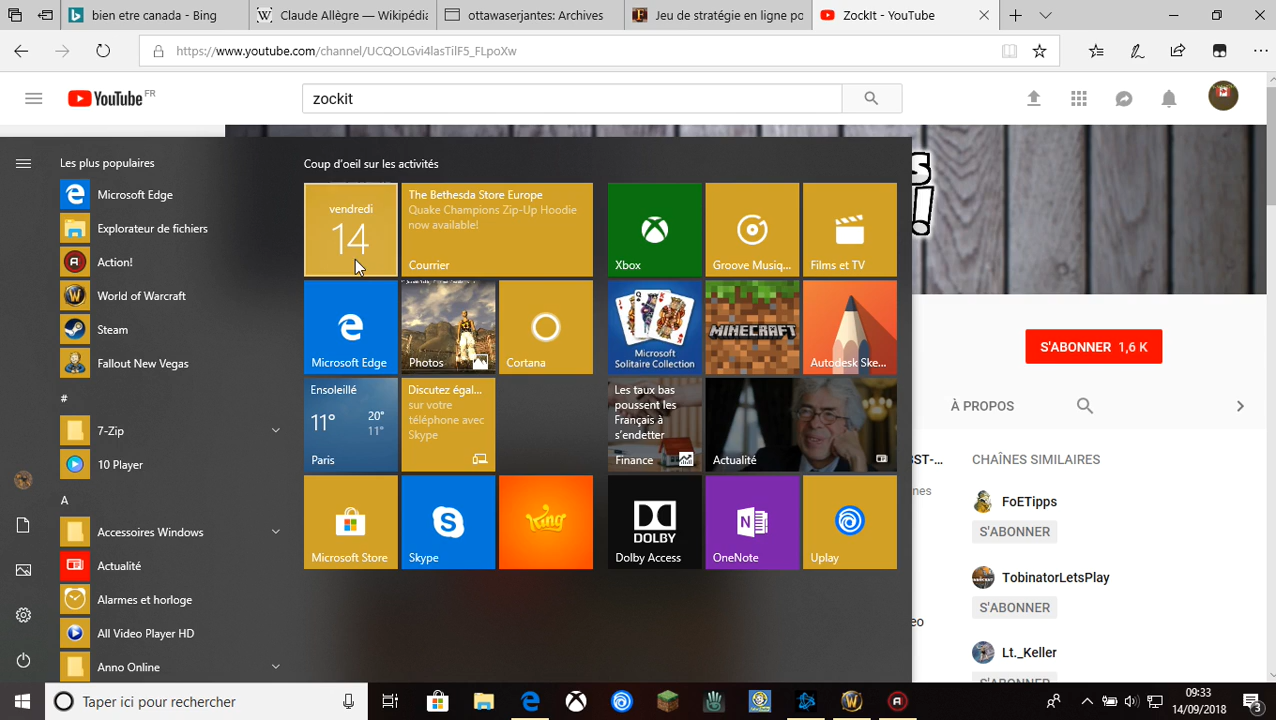 bien etre canada - Bing
Claude Allègre — Wikipédi
ottawaserjantes: Archives
Jeu de stratégie en ligne po
ZockIt - YouTube
https://www.youtube.com/channel/UCQOLGvi4lasTilF5_FLpoXw
YouTube FR
zockit
Les plus populaires
Microsoft Edge
Explorateur de fichiers
Action!
World of Warcraft
Steam
Fallout New Vegas
#
7-Zip
10 Player
A
Accessoires Windows
Actualité
Alarmes et horloge
All Video Player HD
Anno Online
Coup d'oeil sur les activités
vendredi
14
The Bethesda Store Europe
Quake Champions Zip-Up Hoodie
now available!
Courrier
Xbox
Groove Musiq...
Films et TV
Microsoft Edge
Photos
Cortana
Microsoft
Solitaire Collection
MINECRAFT
Autodesk Ske...
Ensoleillé
11° 20°
11°
Paris
Discutez égal...
sur votre
téléphone avec
Skype
Les taux bas
poussent les
Français à
s'endetter
Finance
Actualité
Microsoft Store
Skype
King
DOLBY
Dolby Access
OneNote
Uplay
S
!
S'ABONNER 1,6 K
À PROPOS
ST-...
nes
eo
CHAÎNES SIMILAIRES
FoETipps
S'ABONNER
TobinatorLetsPlay
S'ABONNER
Lt._Keller
S'ABONNER
Taper ici pour rechercher
09:33
14/09/2018
3